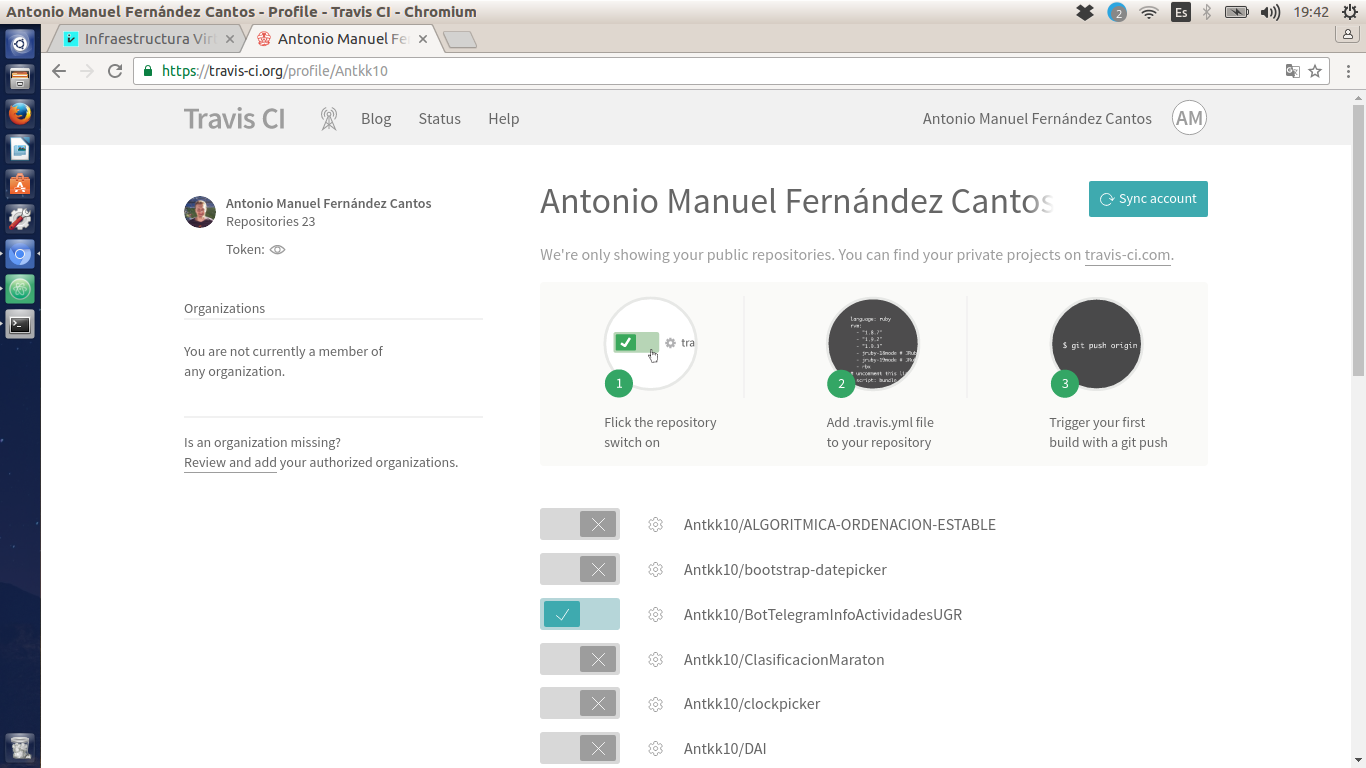 Antonio Manuel Fernández Cantos - Profile - Travis CI - Chromium
2
Es
19:42
Infraestructura Vir
Antonio Manuel Fe
https://travis-ci.org/profile/Antkk10
Travis CI
Blog
Status
Help
Antonio Manuel Fernández Cantos
AM
Antonio Manuel Fernández Cantos
Repositories 23
Token:
Organizations
You are not currently a member of
any organization.
Is an organization missing?
Review and add your authorized organizations.
Antonio Manuel Fernández Cantos
Sync account
We're only showing your public repositories. You can find your private projects on travis-ci.com.
tra
1
Flick the repository
switch on
language: ruby
rvm:
- "1.8.7"
- "1.9.2"
- "1.9.3"
- jruby-18mode # JRub
- jruby-19mode # JRu
- rbx
# uncomment this li
script: bundle
2
Add .travis.yml file
to your repository
$ git push origin
3
Trigger your first
build with a git push
Antkk10/ALGORITMICA-ORDENACION-ESTABLE
Antkk10/bootstrap-datepicker
Antkk10/BotTelegramInfoActividadesUGR
Antkk10/ClasificacionMaraton
Antkk10/clockpicker
Antkk10/DAI